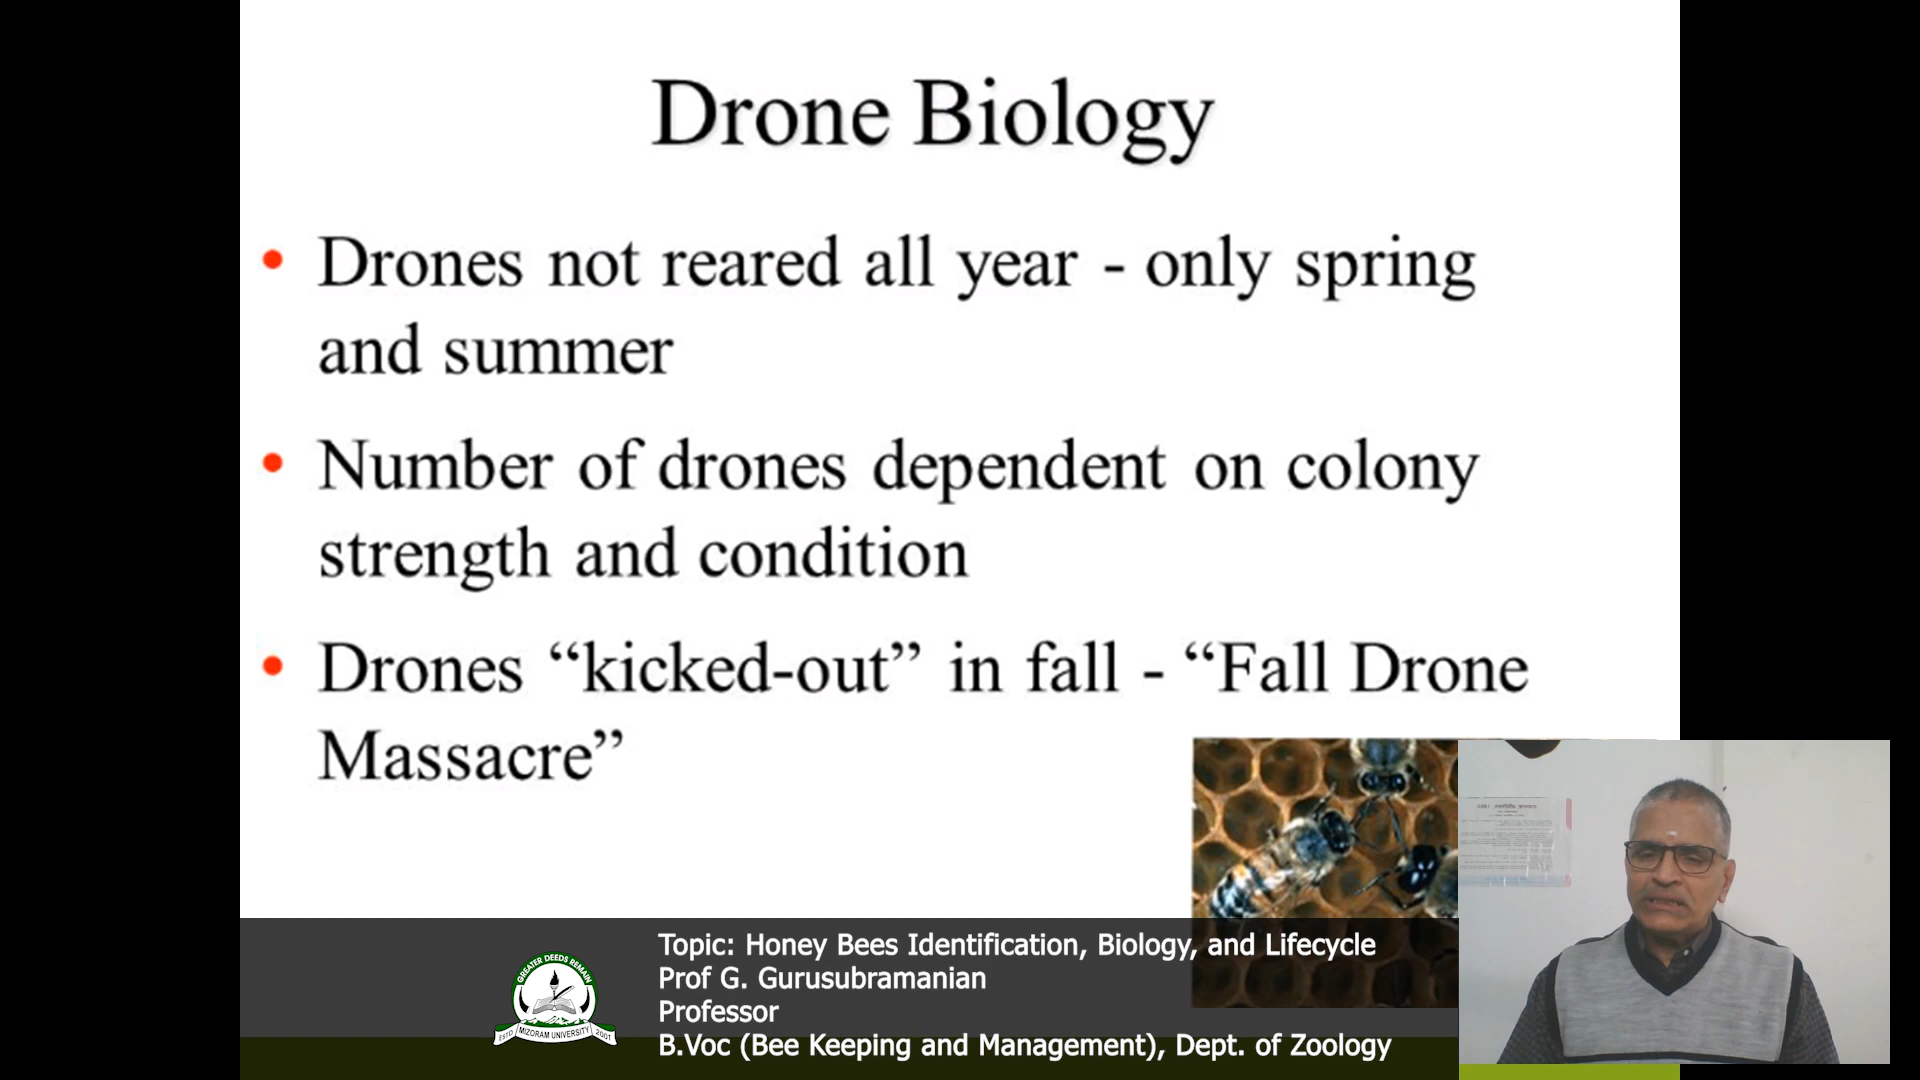 Drone Biology
• Drones not reared all year - only spring
and summer
• Number of drones dependent on colony
strength and condition
• Drones “kicked-out” in fall - “Fall Drone
Massacre”
Topic: Honey Bees Identification, Biology, and Lifecycle
Prof G. Gurusubramanian
Professor
B.Voc (Bee Keeping and Management), Dept. of Zoology
GREATER DEEDS REMAIN
ESTD MIZORAM UNIVERSITY 2001